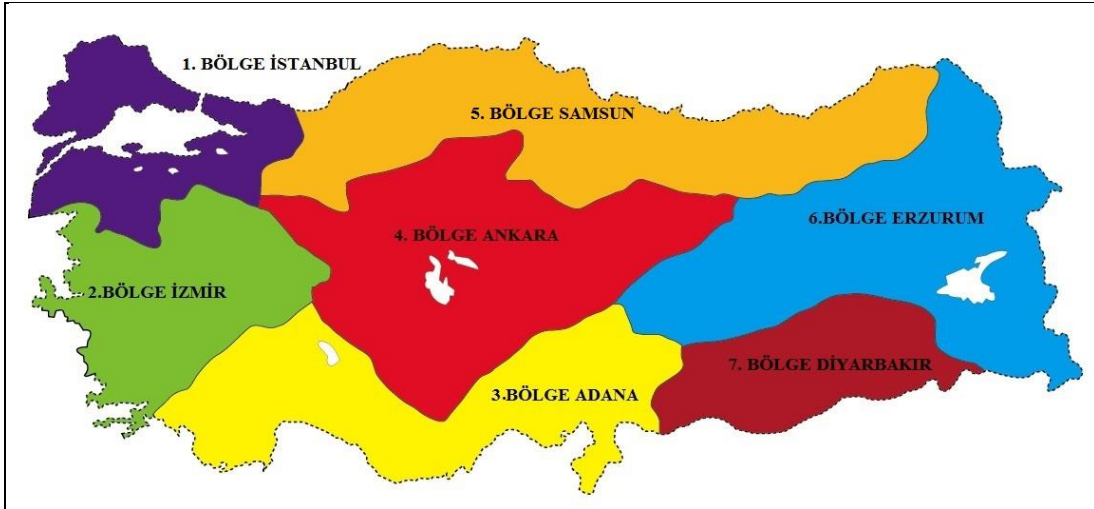 1. BÖLGE İSTANBUL
5. BÖLGE SAMSUN
6.BÖLGE ERZURUM
4. BÖLGE ANKARA
2.BÖLGE İZMİR
7. BÖLGE DİYARBAKIR
3.BÖLGE ADANA